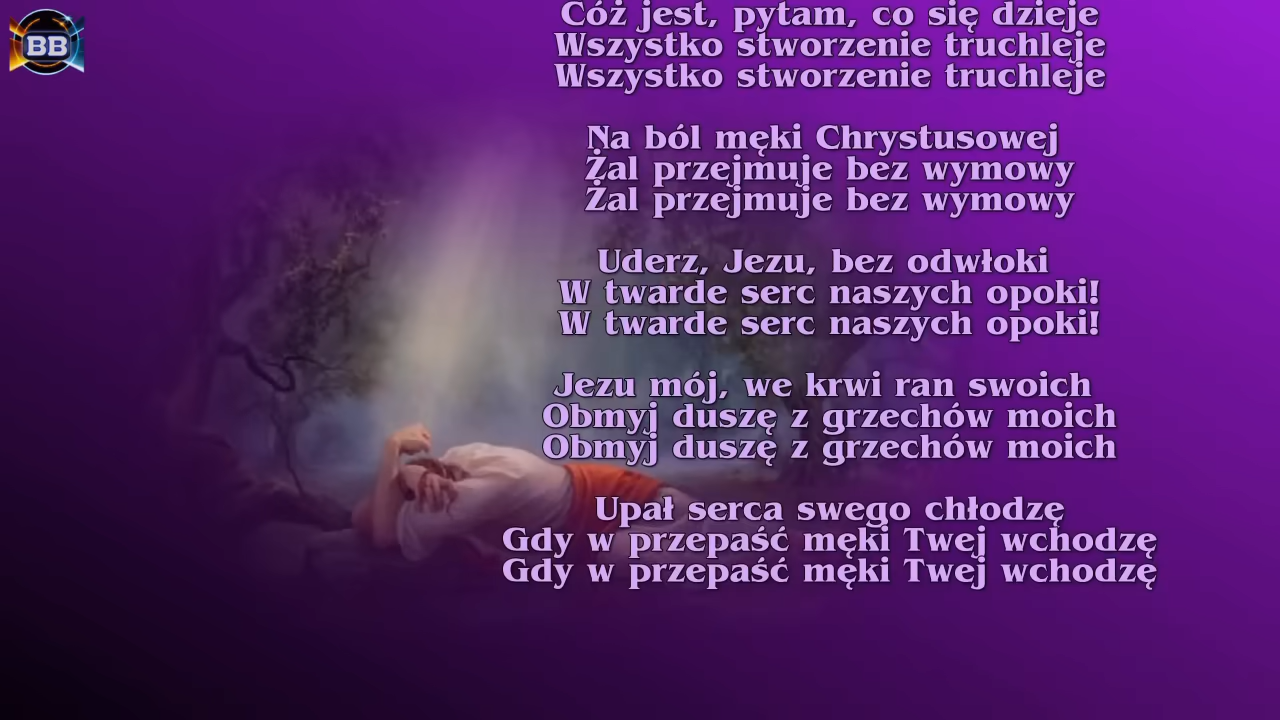 BB
Cóż jest, pytam, co się dzieje
Wszystko stworzenie truchleje
Wszystko stworzenie truchleje
Na ból męki Chrystusowej
Żal przejmuje bez wymowy
Żal przejmuje bez wymowy
Uderz, Jezu, bez odwłoki
W twarde serc naszych opoki!
W twarde serc naszych opoki!
Jezu mój, we krwi ran swoich
Obmyj duszę z grzechów moich
Obmyj duszę z grzechów moich
Upał serca swego chłodzę
Gdy w przepaść męki Twej wchodzę
Gdy w przepaść męki Twej wchodzę